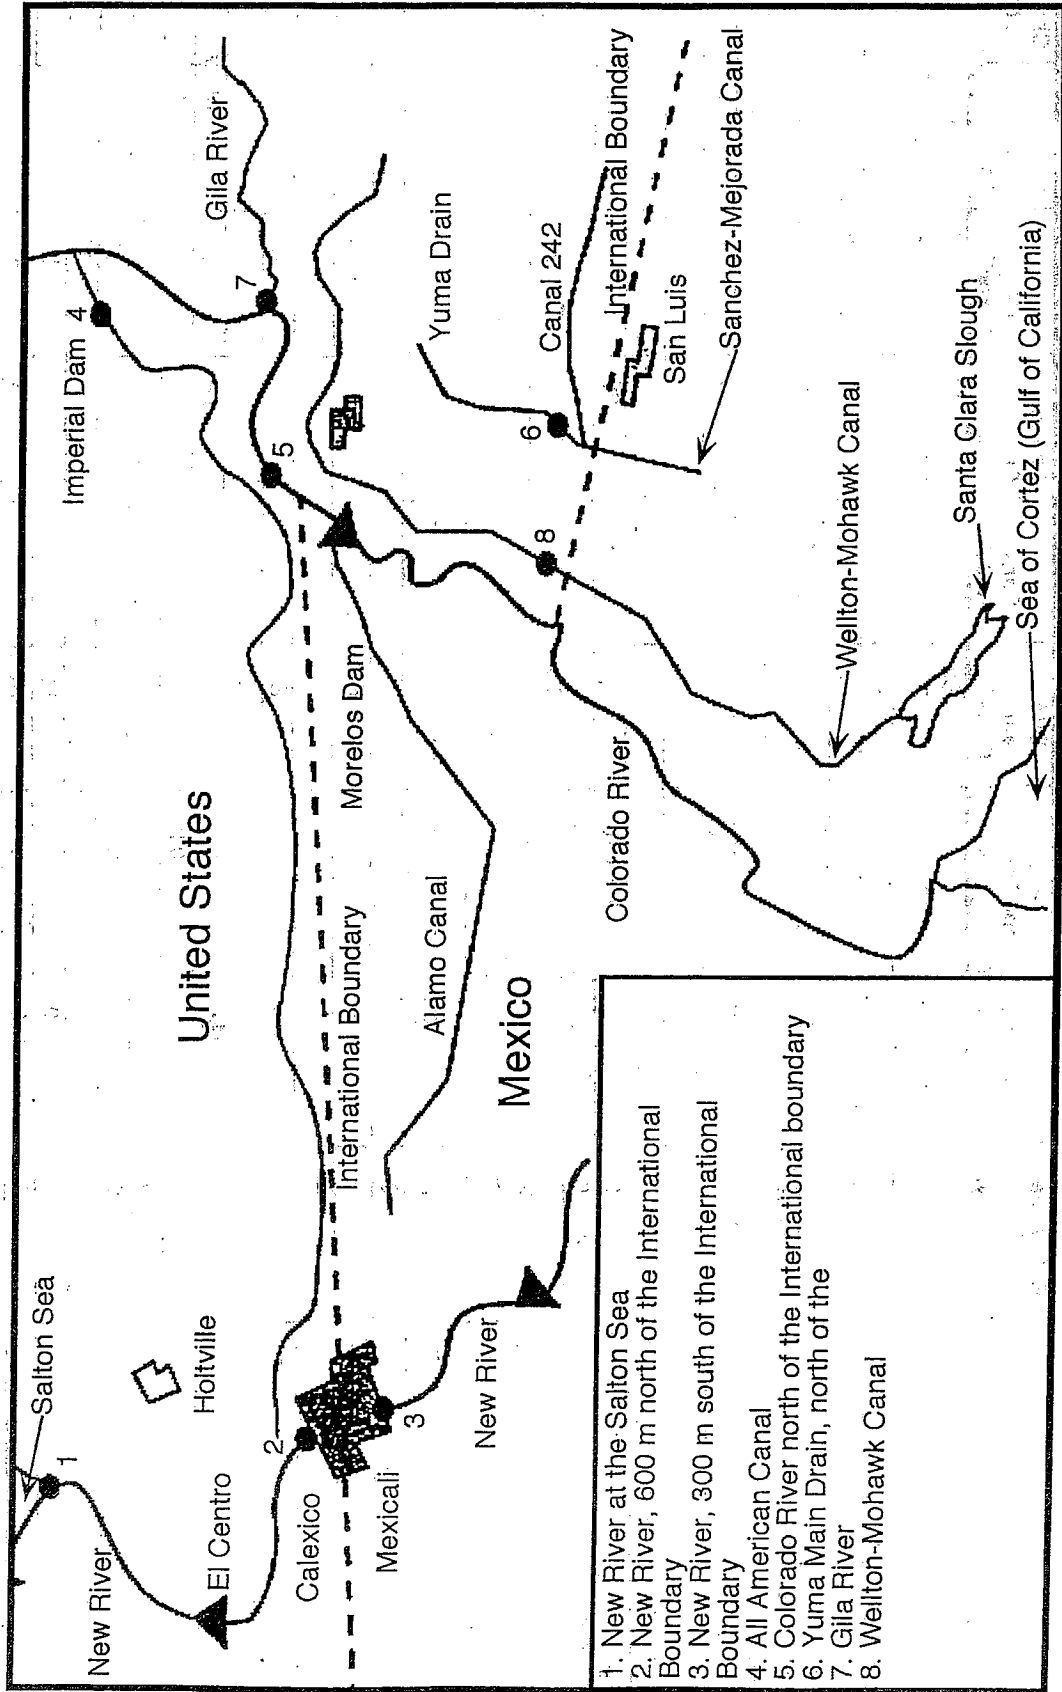 Salton Sea
1
New River
Holtville
El Centro
2
Calexico
Mexicali
3
New River
United States
International Boundary
Alamo Canal
Mexico
Morelos Dam
Imperial Dam
4
Gila River
7
5
Yuma Drain
Canal 242
6
International Boundary
San Luis
Sanchez-Mejorada Canal
8
Colorado River
Wellton-Mohawk Canal
Santa Clara Slough
Sea of Cortez (Gulf of California)
1. New River at the Salton Sea
2. New River, 600 m north of the International
Boundary
3. New River, 300 m south of the International
Boundary
4. All American Canal
5. Colorado River north of the International boundary
6. Yuma Main Drain, north of the
7. Gila River
8. Wellton-Mohawk Canal